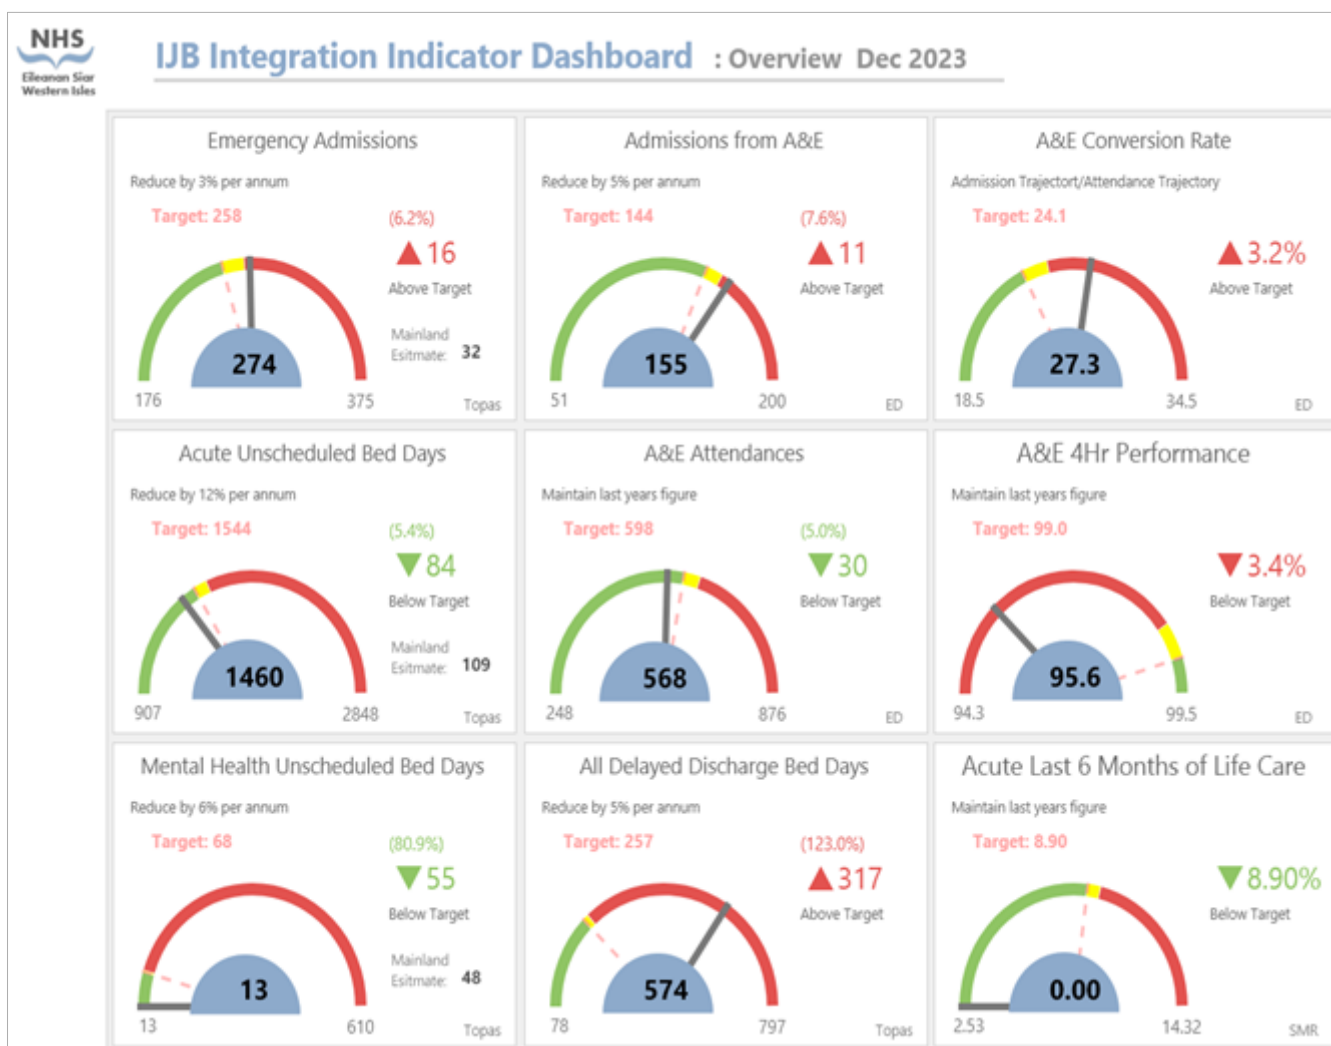 NHS
Eileanan Siar
Western Isles
IJB Integration Indicator Dashboard : Overview Dec 2023
Emergency Admissions
Reduce by 3% per annum
Target: 258
(6.2%)
▲16
Above Target
Mainland
Esitmate: 32
274
176
375
Topas
Admissions from A&E
Reduce by 5% per annum
Target: 144
(7.6%)
▲11
Above Target
155
51
200
ED
A&E Conversion Rate
Admission Trajectort/Attendance Trajectory
Target: 24.1
▲3.2%
Above Target
27.3
18.5
34.5
ED
Acute Unscheduled Bed Days
Reduce by 12% per annum
Target: 1544
(5.4%)
▼84
Below Target
Mainland
Esitmate: 109
1460
907
2848
Topas
A&E Attendances
Maintain last years figure
Target: 598
(5.0%)
▼30
Below Target
568
248
876
ED
A&E 4Hr Performance
Maintain last years figure
Target: 99.0
▼3.4%
Below Target
95.6
94.3
99.5
ED
Mental Health Unscheduled Bed Days
Reduce by 6% per annum
Target: 68
(80.9%)
▼55
Below Target
Mainland
Esitmate: 48
13
13
610
Topas
All Delayed Discharge Bed Days
Reduce by 5% per annum
Target: 257
(123.0%)
▲317
Above Target
574
78
797
Topas
Acute Last 6 Months of Life Care
Maintain last years figure
Target: 8.90
▼8.90%
Below Target
0.00
2.53
14.32
SMR